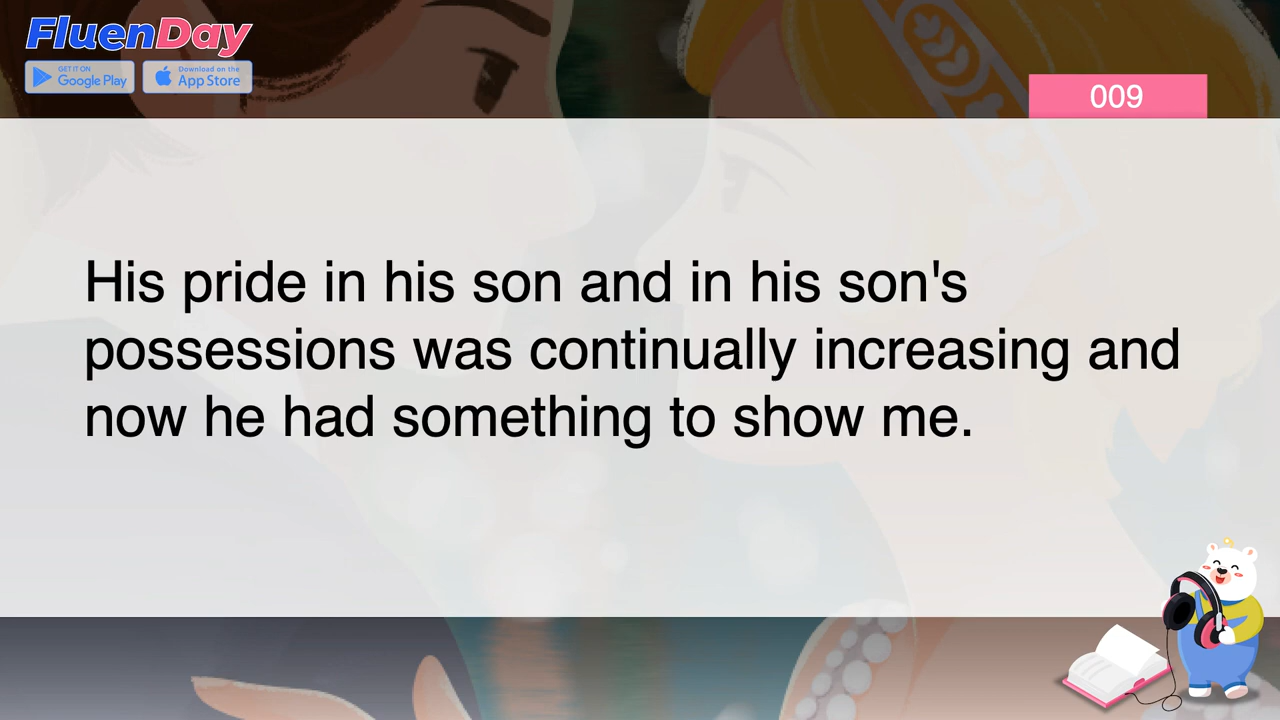 FluenDay
GET IT ON
Google Play
Download on the
App Store
009
His pride in his son and in his son's
possessions was continually increasing and
now he had something to show me.